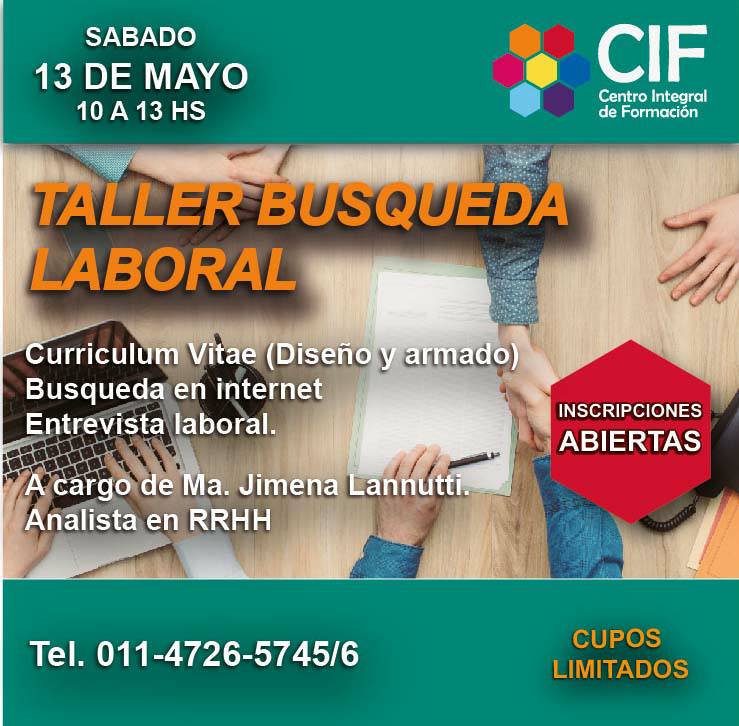 SABADO
13 DE MAYO
10 A 13 HS
CIF
Centro Integral
de Formación
TALLER BUSQUEDA
LABORAL
Curriculum Vitae (Diseño y armado)
Busqueda en internet
Entrevista laboral.
A cargo de Ma. Jimena Lannutti.
Analista en RRHH
INSCRIPCIONES
ABIERTAS
Tel. 011-4726-5745/6
CUPOS
LIMITADOS